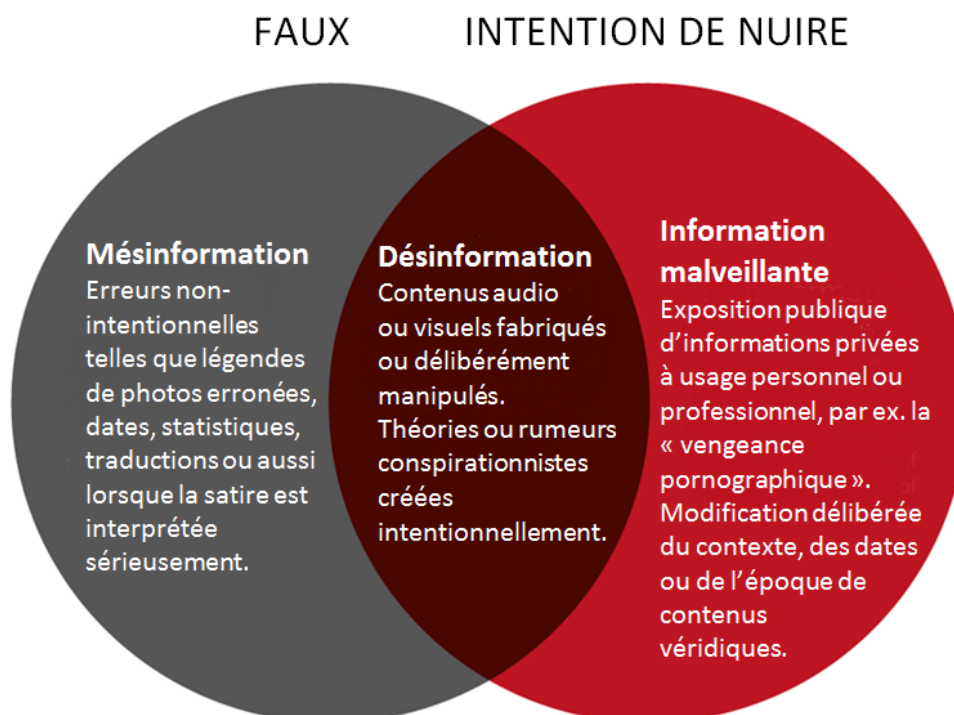 FAUX
INTENTION DE NUIRE
Mésinformation
Erreurs non-
intentionnelles
telles que légendes
de photos erronées,
dates, statistiques,
traductions ou aussi
lorsque la satire est
interprétée
sérieusement.
Désinformation
Contenus audio
ou visuels fabriqués
ou délibérément
manipulés.
Théories ou rumeurs
conspirationnistes
créées
intentionnellement.
Information
malveillante
Exposition publique
d’informations privées
à usage personnel ou
professionnel, par ex. la
« vengeance
pornographique ».
Modification délibérée
du contexte, des dates
ou de l’époque de
contenus
véridiques.